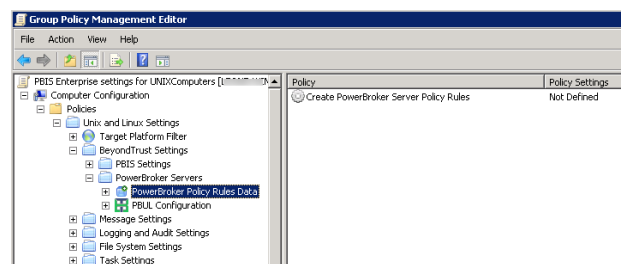 Group Policy Management Editor
File Action View Help
PBIS Enterprise settings for UNIXComputers
Policy Policy Settings
Computer Configuration
Create PowerBroker Server Policy Rules Not Defined
Policies
Unix and Linux Settings
Target Platform Filter
BeyondTrust Settings
PBIS Settings
PowerBroker Servers
PowerBroker Policy Rules Data
PBUL Configuration
Message Settings
Logging and Audit Settings
File System Settings
Task Settings